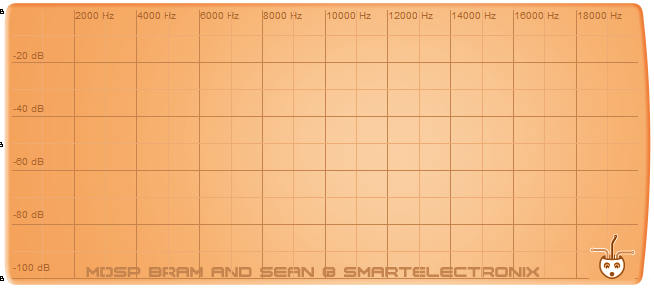 2000 Hz 4000 Hz 6000 Hz 8000 Hz 10000 Hz 12000 Hz 14000 Hz 16000 Hz 18000 Hz
-20 dB
-40 dB
-60 dB
-80 dB
-100 dB
MDSP BRAM AND SEAN @ SMARTELECTRONIX